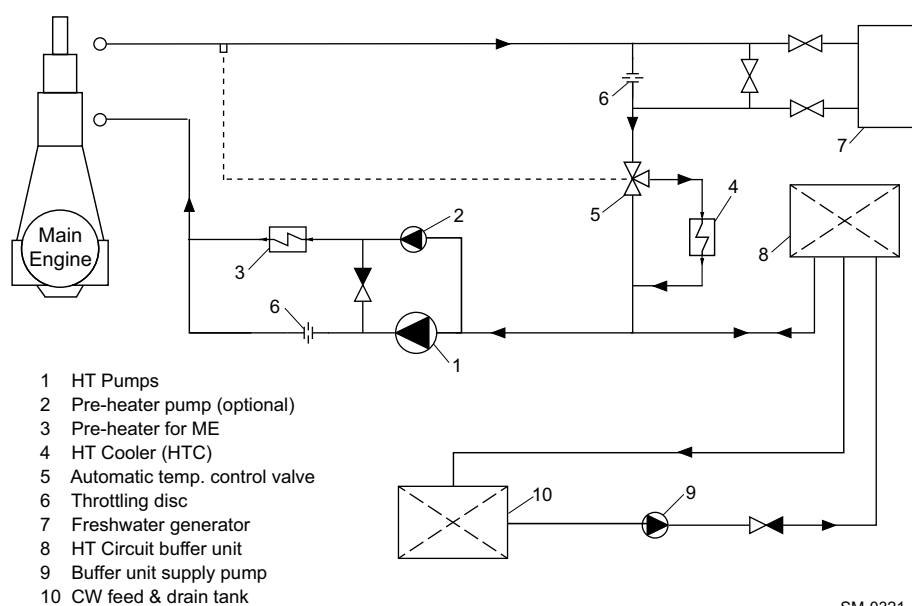 6
7
5
4
Main
Engine
2
3
8
6
1
1 HT Pumps
2 Pre-heater pump (optional)
3 Pre-heater for ME
4 HT Cooler (HTC)
5 Automatic temp. control valve
6 Throttling disc
7 Freshwater generator
8 HT Circuit buffer unit
9 Buffer unit supply pump
10 CW feed & drain tank
10
9